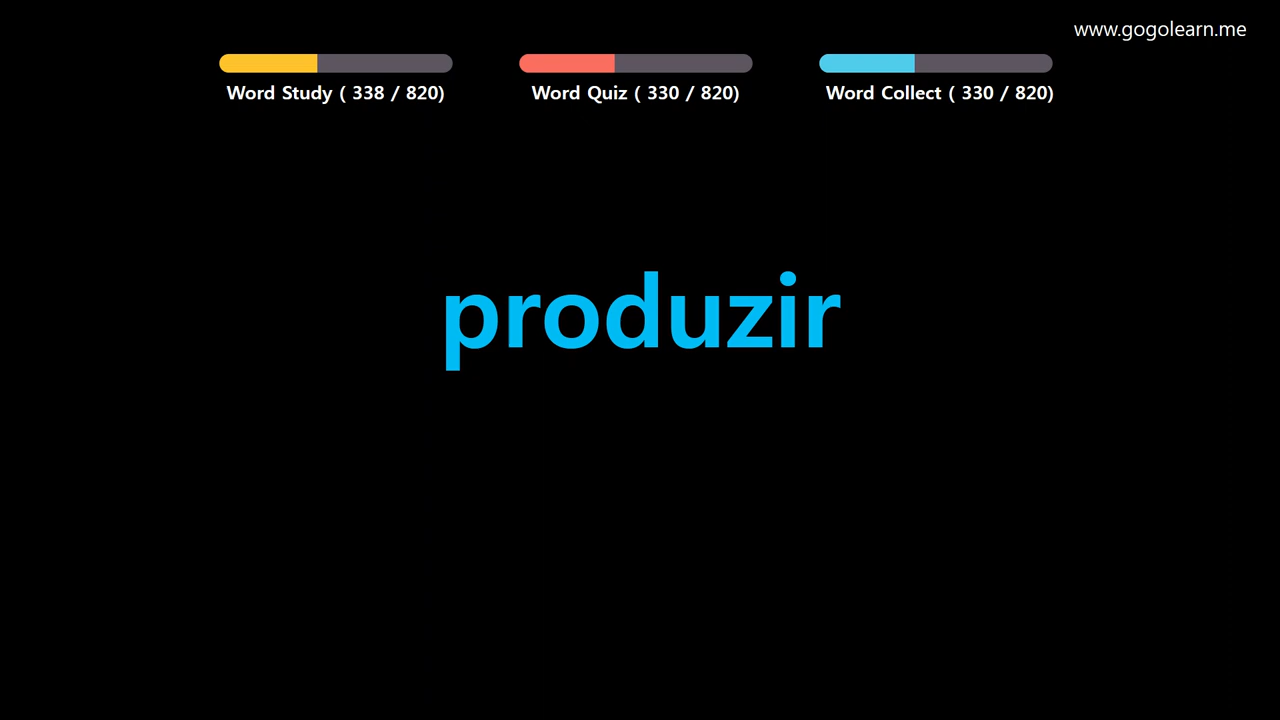 www.gogolearn.me
Word Study ( 338 / 820)
Word Quiz ( 330 / 820)
Word Collect ( 330 / 820)
produzir